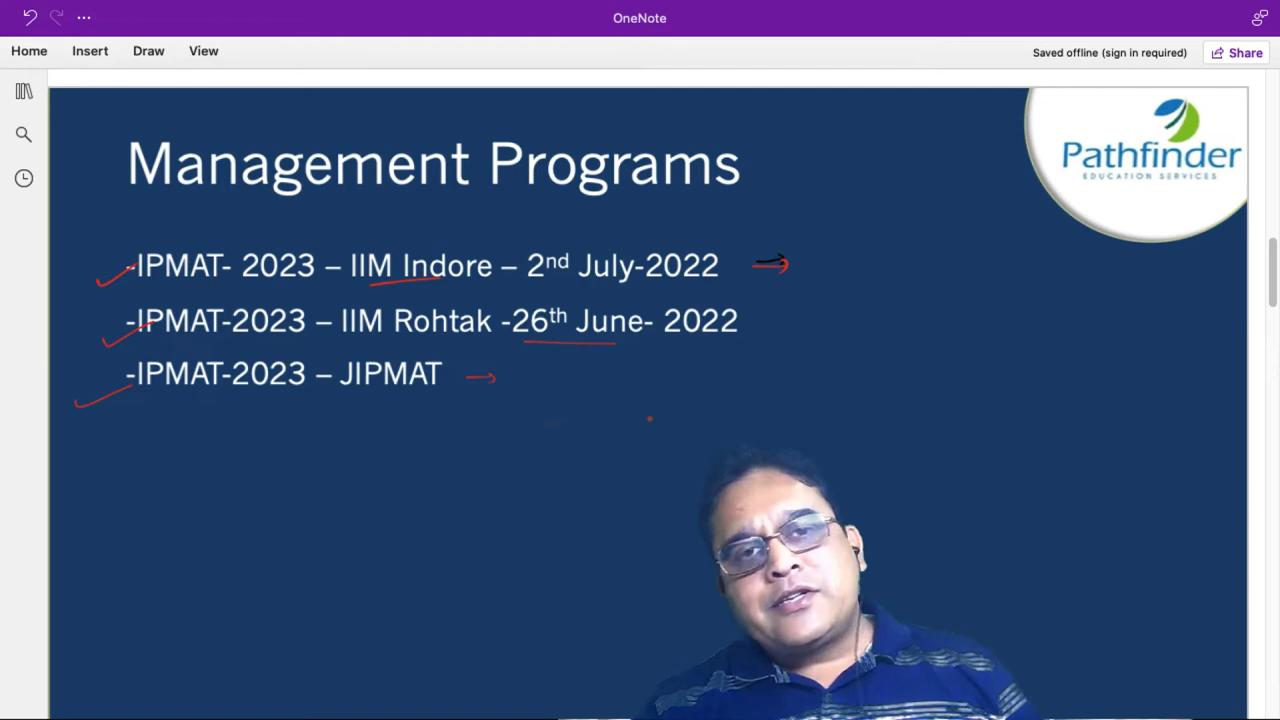 OneNote
Home Insert Draw View Saved offline (sign in required) Share
Management Programs
Pathfinder
EDUCATION SERVICES
-IPMAT- 2023 – IIM Indore – 2nd July-2022
-IPMAT-2023 – IIM Rohtak -26th June- 2022
-IPMAT-2023 – JIPMAT